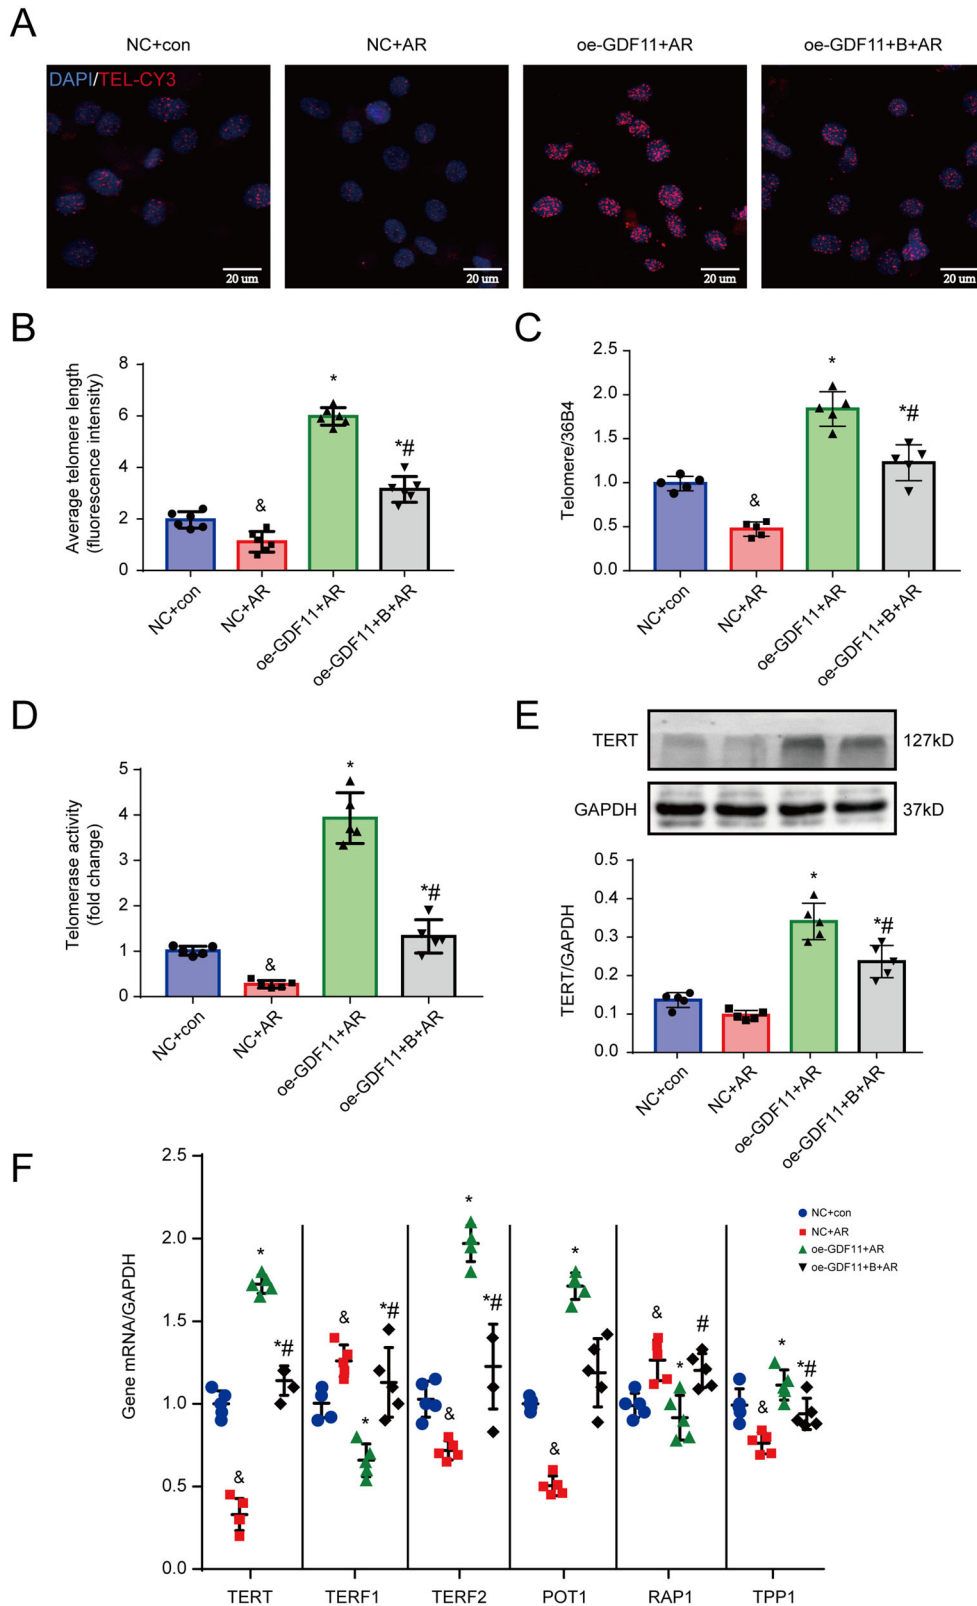 A
NC+con
NC+AR
oe-GDF11+AR
oe-GDF11+B+AR
DAPI/TEL-CY3
20 um
20 um
20 um
20 um
B
Average telomere length
(fluorescence intensity)
8
6
4
2
0
&
*
*#
NC+con
NC+AR
oe-GDF11+AR
oe-GDF11+B+AR
C
Telomere/36B4
2.5
2.0
1.5
1.0
0.5
0.0
&
*
*#
NC+con
NC+AR
oe-GDF11+AR
oe-GDF11+B+AR
D
Telomerase activity
(fold change)
5
4
3
2
1
0
&
*
*#
NC+con
NC+AR
oe-GDF11+AR
oe-GDF11+B+AR
E
TERT
127kD
GAPDH
37kD
TERT/GAPDH
0.5
0.4
0.3
0.2
0.1
0.0
*
*#
NC+con
NC+AR
oe-GDF11+AR
oe-GDF11+B+AR
F
Gene mRNA/GAPDH
2.5
2.0
1.5
1.0
0.5
0.0
&
*
*#
&
*
*#
&
*
*#
&
*
&
*
#
&
*
*#
NC+con
NC+AR
oe-GDF11+AR
oe-GDF11+B+AR
TERT
TERF1
TERF2
POT1
RAP1
TPP1